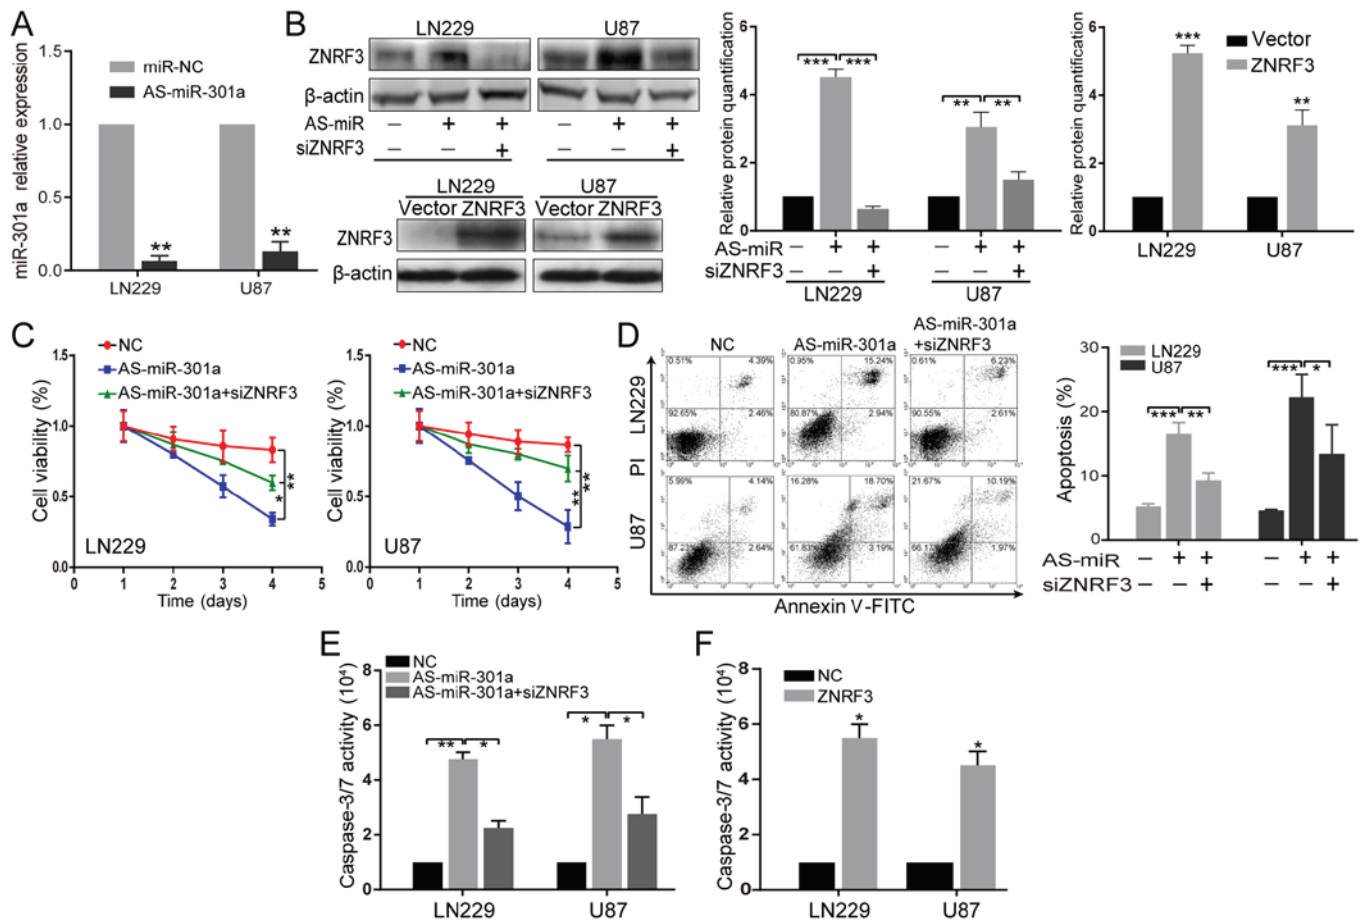 A
miR-301a relative expression
1.5
1.0
0.5
0.0
miR-NC
AS-miR-301a
** **
LN229 U87
B
LN229 U87
ZNRF3
β-actin
AS-miR − + + − + +
siZNRF3 − − + − − +
LN229 U87
Vector ZNRF3 Vector ZNRF3
ZNRF3
β-actin
Relative protein quantification
6
4
2
0
*** *** ** **
AS-miR − + + − + +
siZNRF3 − − + − − +
LN229 U87
Relative protein quantification
6
4
2
0
Vector
ZNRF3
*** **
LN229 U87
C
Cell viability (%)
1.5
1.0
0.5
0.0
NC
AS-miR-301a
AS-miR-301a+siZNRF3
* **
LN229
0 1 2 3 4 5
Time (days)
Cell viability (%)
1.5
1.0
0.5
0.0
NC
AS-miR-301a
AS-miR-301a+siZNRF3
** **
U87
0 1 2 3 4 5
Time (days)
D
NC AS-miR-301a AS-miR-301a
+siZNRF3
LN229
0.51% 4.39% 0.95% 15.24% 0.61% 6.23%
92.65% 2.46% 80.87% 2.94% 90.55% 2.61%
PI
U87
5.99% 4.14% 16.28% 18.70% 21.67% 10.19%
87.23% 2.64% 61.83% 3.19% 66.17% 1.97%
Annexin V-FITC
Apoptosis (%)
30
20
10
0
LN229
U87
*** ** *** *
AS-miR − + + − + +
siZNRF3 − − + − − +
E
Caspase-3/7 activity (10⁴)
8
6
4
2
0
NC
AS-miR-301a
AS-miR-301a+siZNRF3
** * * *
LN229 U87
F
Caspase-3/7 activity (10⁴)
8
6
4
2
0
NC
ZNRF3
* *
LN229 U87